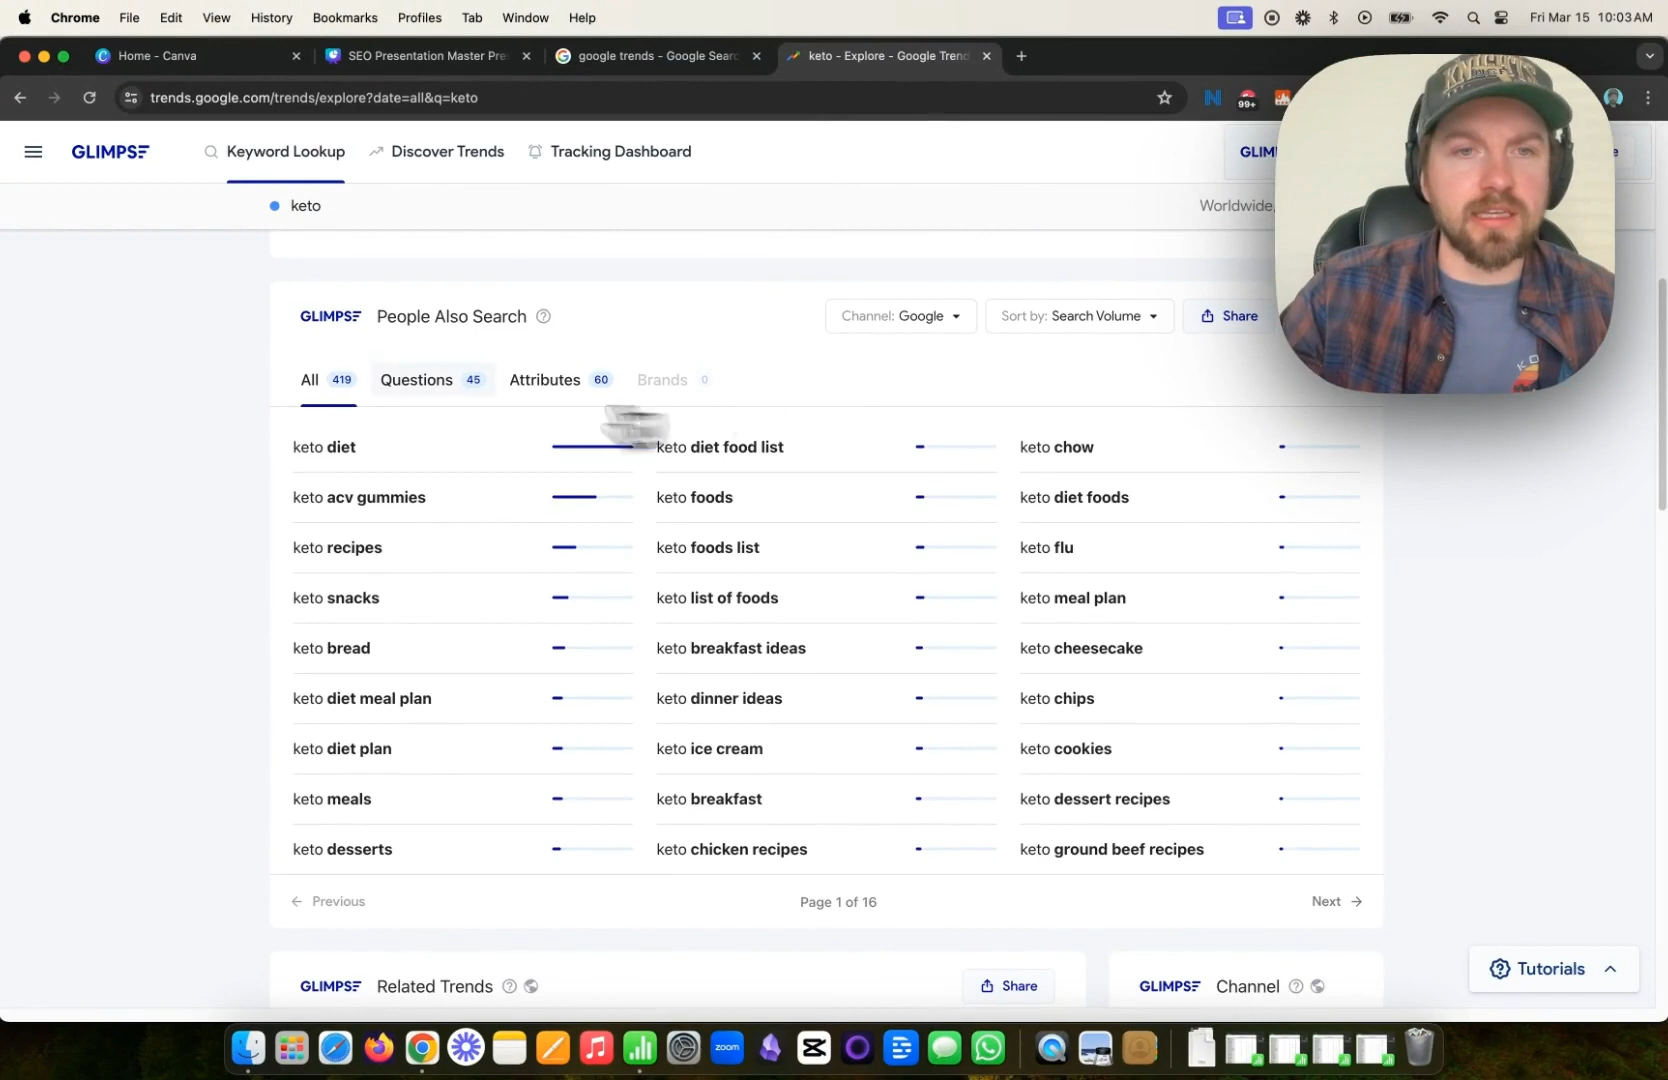 Chrome File Edit View History Bookmarks Profiles Tab Window Help Fri Mar 15 10:03 AM
Home - Canva SEO Presentation Master Pre google trends - Google Searc keto - Explore - Google Trend
trends.google.com/trends/explore?date=all&q=keto 99+
GLIMPSE Keyword Lookup Discover Trends Tracking Dashboard GLIM
keto Worldwide,
KNIGHTS
GLIMPSE People Also Search Channel: Google Sort by: Search Volume Share
All 419 Questions 45 Attributes 60 Brands 0
keto diet keto diet food list keto chow
keto acv gummies keto foods keto diet foods
keto recipes keto foods list keto flu
keto snacks keto list of foods keto meal plan
keto bread keto breakfast ideas keto cheesecake
keto diet meal plan keto dinner ideas keto chips
keto diet plan keto ice cream keto cookies
keto meals keto breakfast keto dessert recipes
keto desserts keto chicken recipes keto ground beef recipes
Previous Page 1 of 16 Next
GLIMPSE Related Trends Share GLIMPSE Channel
Tutorials
zoom